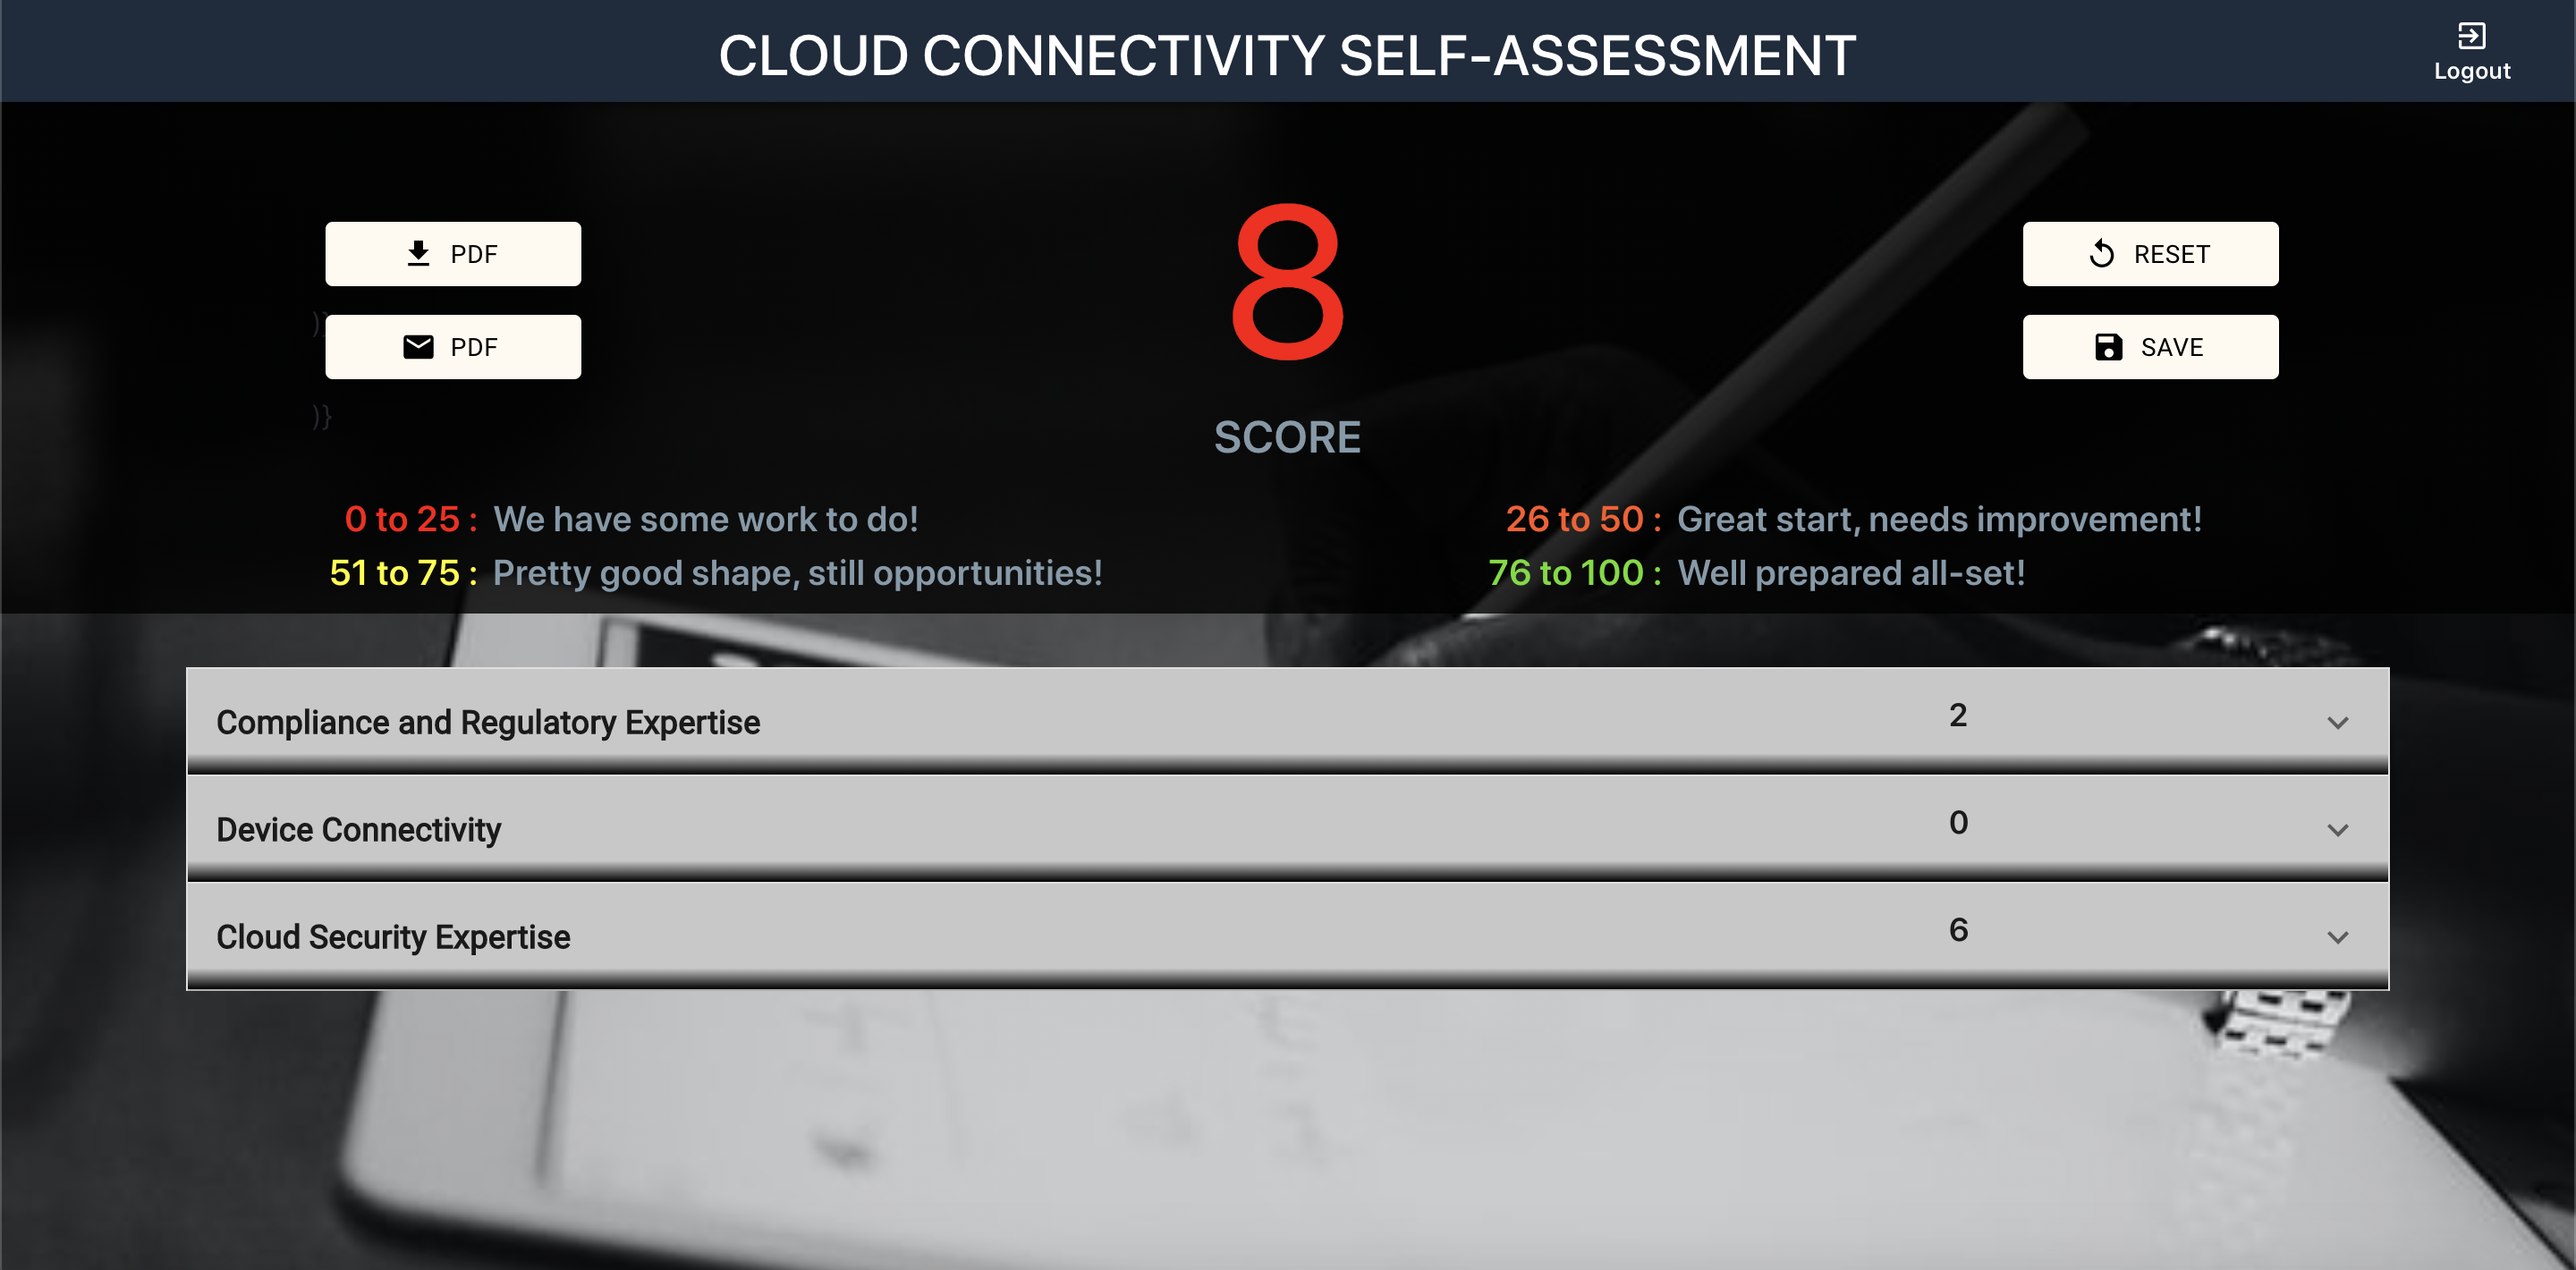 CLOUD CONNECTIVITY SELF-ASSESSMENT
Logout
PDF
RESET
)}
PDF
SAVE
)}
8
SCORE
0 to 25 : We have some work to do!
26 to 50 : Great start, needs improvement!
51 to 75 : Pretty good shape, still opportunities!
76 to 100 : Well prepared all-set!
Compliance and Regulatory Expertise 2
Device Connectivity 0
Cloud Security Expertise 6